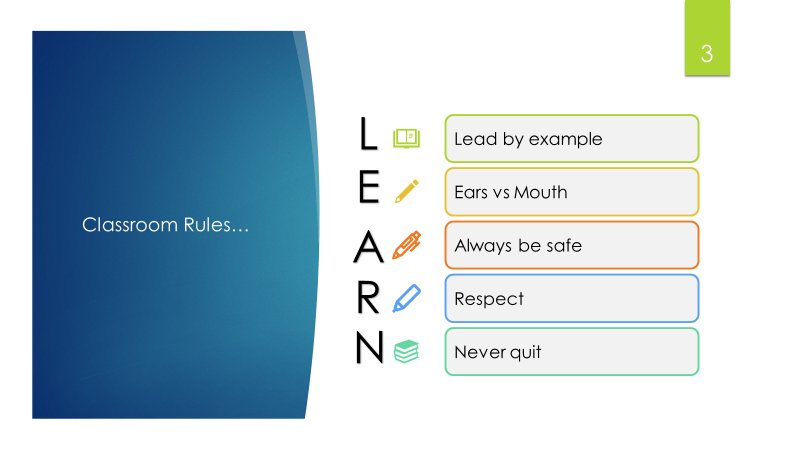 3
Classroom Rules…
L
Lead by example
E
Ears vs Mouth
A
Always be safe
R
Respect
N
Never quit